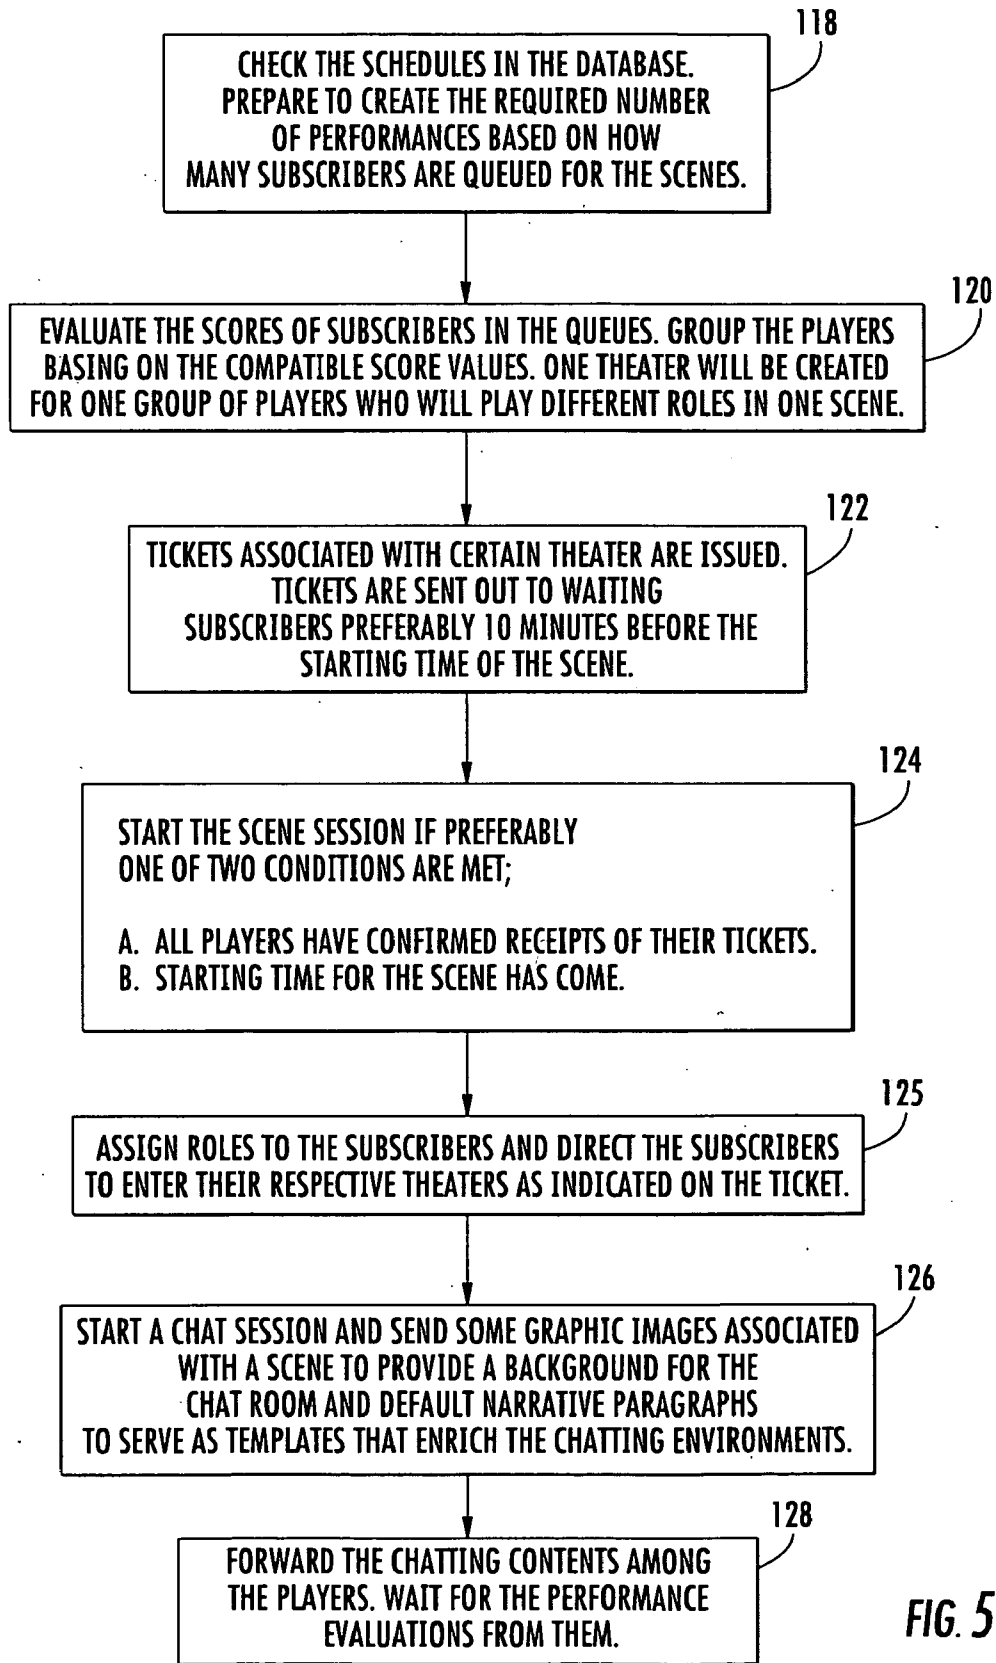 118
CHECK THE SCHEDULES IN THE DATABASE.
PREPARE TO CREATE THE REQUIRED NUMBER
OF PERFORMANCES BASED ON HOW
MANY SUBSCRIBERS ARE QUEUED FOR THE SCENES.
120
EVALUATE THE SCORES OF SUBSCRIBERS IN THE QUEUES. GROUP THE PLAYERS
BASING ON THE COMPATIBLE SCORE VALUES. ONE THEATER WILL BE CREATED
FOR ONE GROUP OF PLAYERS WHO WILL PLAY DIFFERENT ROLES IN ONE SCENE.
122
TICKETS ASSOCIATED WITH CERTAIN THEATER ARE ISSUED.
TICKETS ARE SENT OUT TO WAITING
SUBSCRIBERS PREFERABLY 10 MINUTES BEFORE THE
STARTING TIME OF THE SCENE.
124
START THE SCENE SESSION IF PREFERABLY
ONE OF TWO CONDITIONS ARE MET;
A. ALL PLAYERS HAVE CONFIRMED RECEIPTS OF THEIR TICKETS.
B. STARTING TIME FOR THE SCENE HAS COME.
125
ASSIGN ROLES TO THE SUBSCRIBERS AND DIRECT THE SUBSCRIBERS
TO ENTER THEIR RESPECTIVE THEATERS AS INDICATED ON THE TICKET.
126
START A CHAT SESSION AND SEND SOME GRAPHIC IMAGES ASSOCIATED
WITH A SCENE TO PROVIDE A BACKGROUND FOR THE
CHAT ROOM AND DEFAULT NARRATIVE PARAGRAPHS
TO SERVE AS TEMPLATES THAT ENRICH THE CHATTING ENVIRONMENTS.
128
FORWARD THE CHATTING CONTENTS AMONG
THE PLAYERS. WAIT FOR THE PERFORMANCE
EVALUATIONS FROM THEM.
FIG. 5